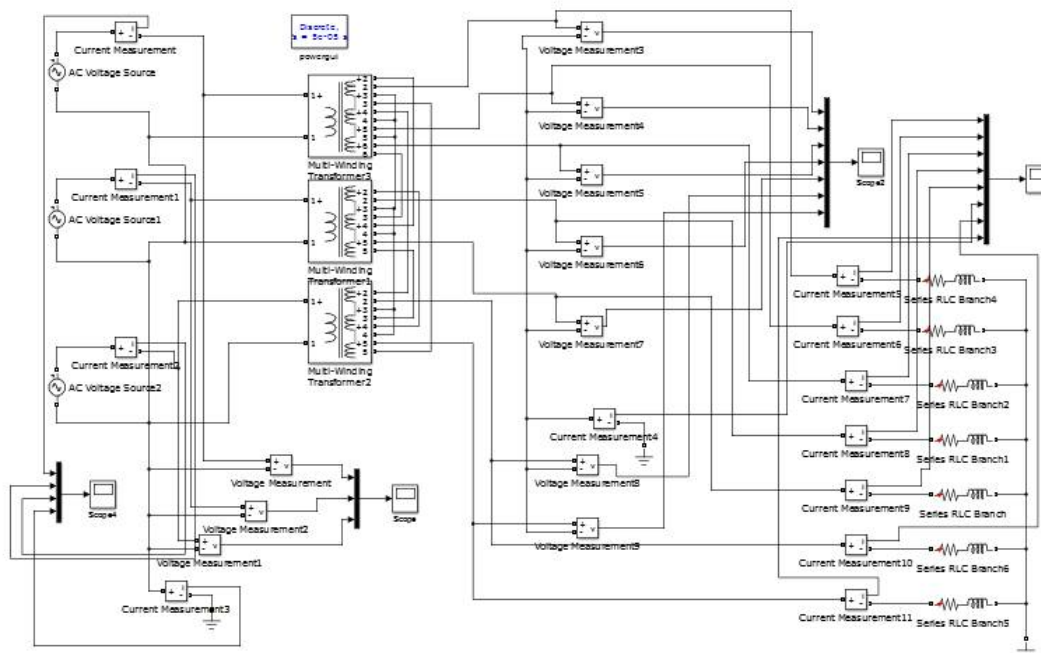 Discrete,
powergui
Current Measurement
AC Voltage Source
Voltage Measurement3
Voltage Measurement4
Multi-Winding
Transformer3
Scope2
Voltage Measurement5
Current Measurement1
AC Voltage Source1
Voltage Measurement6
Multi-Winding
Transformer1
Current Measurement5
Series RLC Branch4
Current Measurement6
Series RLC Branch3
Voltage Measurement7
Current Measurement2
AC Voltage Source2
Multi-Winding
Transformer2
Current Measurement7
Series RLC Branch2
Current Measurement4
Current Measurement8
Series RLC Branch1
Voltage Measurement
Voltage Measurement8
Scope4
Scope
Current Measurement9
Series RLC Branch
Voltage Measurement2
Voltage Measurement9
Voltage Measurement1
Current Measurement10
Series RLC Branch6
Current Measurement3
Current Measurement11
Series RLC Branch5